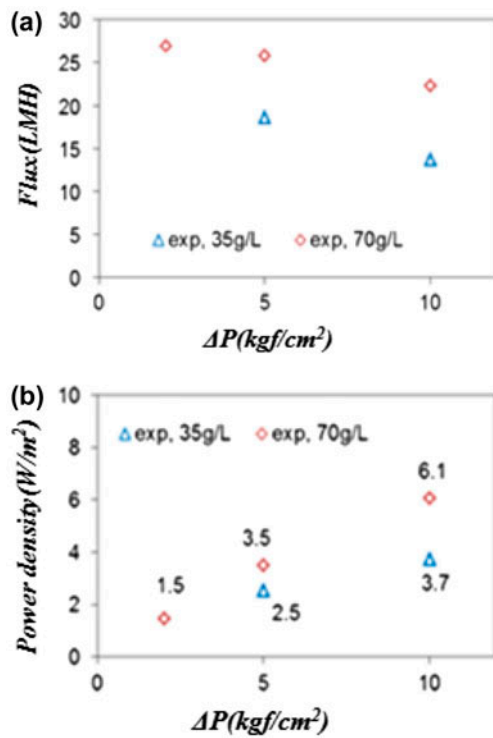 (a)
30
25
20
15
10
5
0
Flux(LMH)
exp, 35g/L exp, 70g/L
0 5 10
ΔP(kgf/cm²)
(b)
10
8
6
4
2
0
Power density(W/m²)
exp, 35g/L exp, 70g/L
6.1
3.5
3.7
1.5
2.5
0 5 10
ΔP(kgf/cm²)